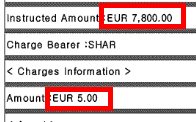 Instructed Amount:EUR 7,800.00
Charge Bearer :SHAR
< Charges Information >
Amount:EUR 5.00